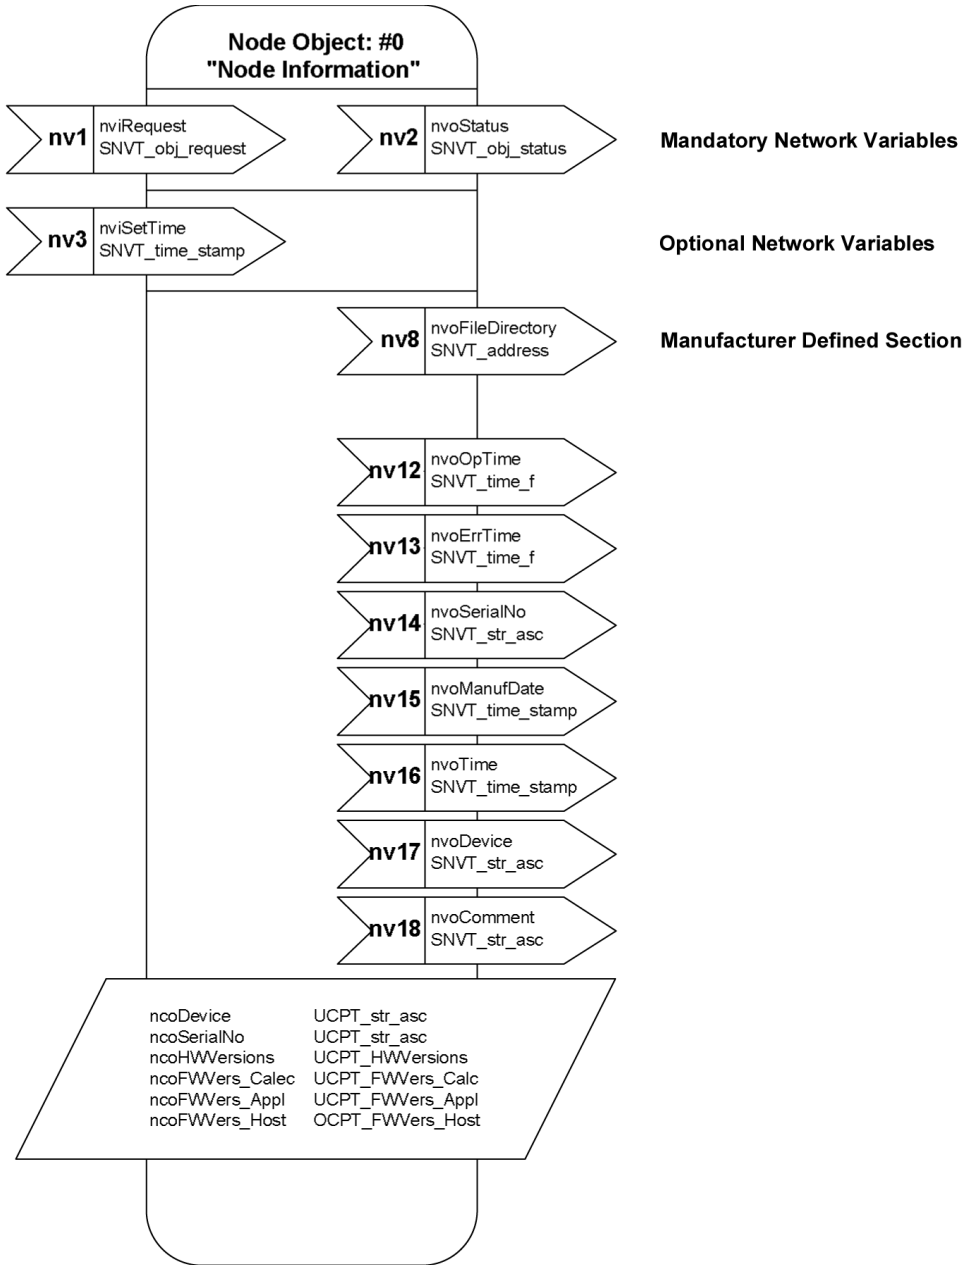 Node Object: #0
"Node Information"
nv1
nviRequest
SNVT_obj_request
nv2
nvoStatus
SNVT_obj_status
Mandatory Network Variables
nv3
nviSetTime
SNVT_time_stamp
Optional Network Variables
nv8
nvoFileDirectory
SNVT_address
Manufacturer Defined Section
nv12
nvoOpTime
SNVT_time_f
nv13
nvoErrTime
SNVT_time_f
nv14
nvoSerialNo
SNVT_str_asc
nv15
nvoManufDate
SNVT_time_stamp
nv16
nvoTime
SNVT_time_stamp
nv17
nvoDevice
SNVT_str_asc
nv18
nvoComment
SNVT_str_asc
ncoDevice UCPT_str_asc
ncoSerialNo UCPT_str_asc
ncoHWVersions UCPT_HWVersions
ncoFWVers_Calec UCPT_FWVers_Calc
ncoFWVers_Appl UCPT_FWVers_Appl
ncoFWVers_Host OCPT_FWVers_Host